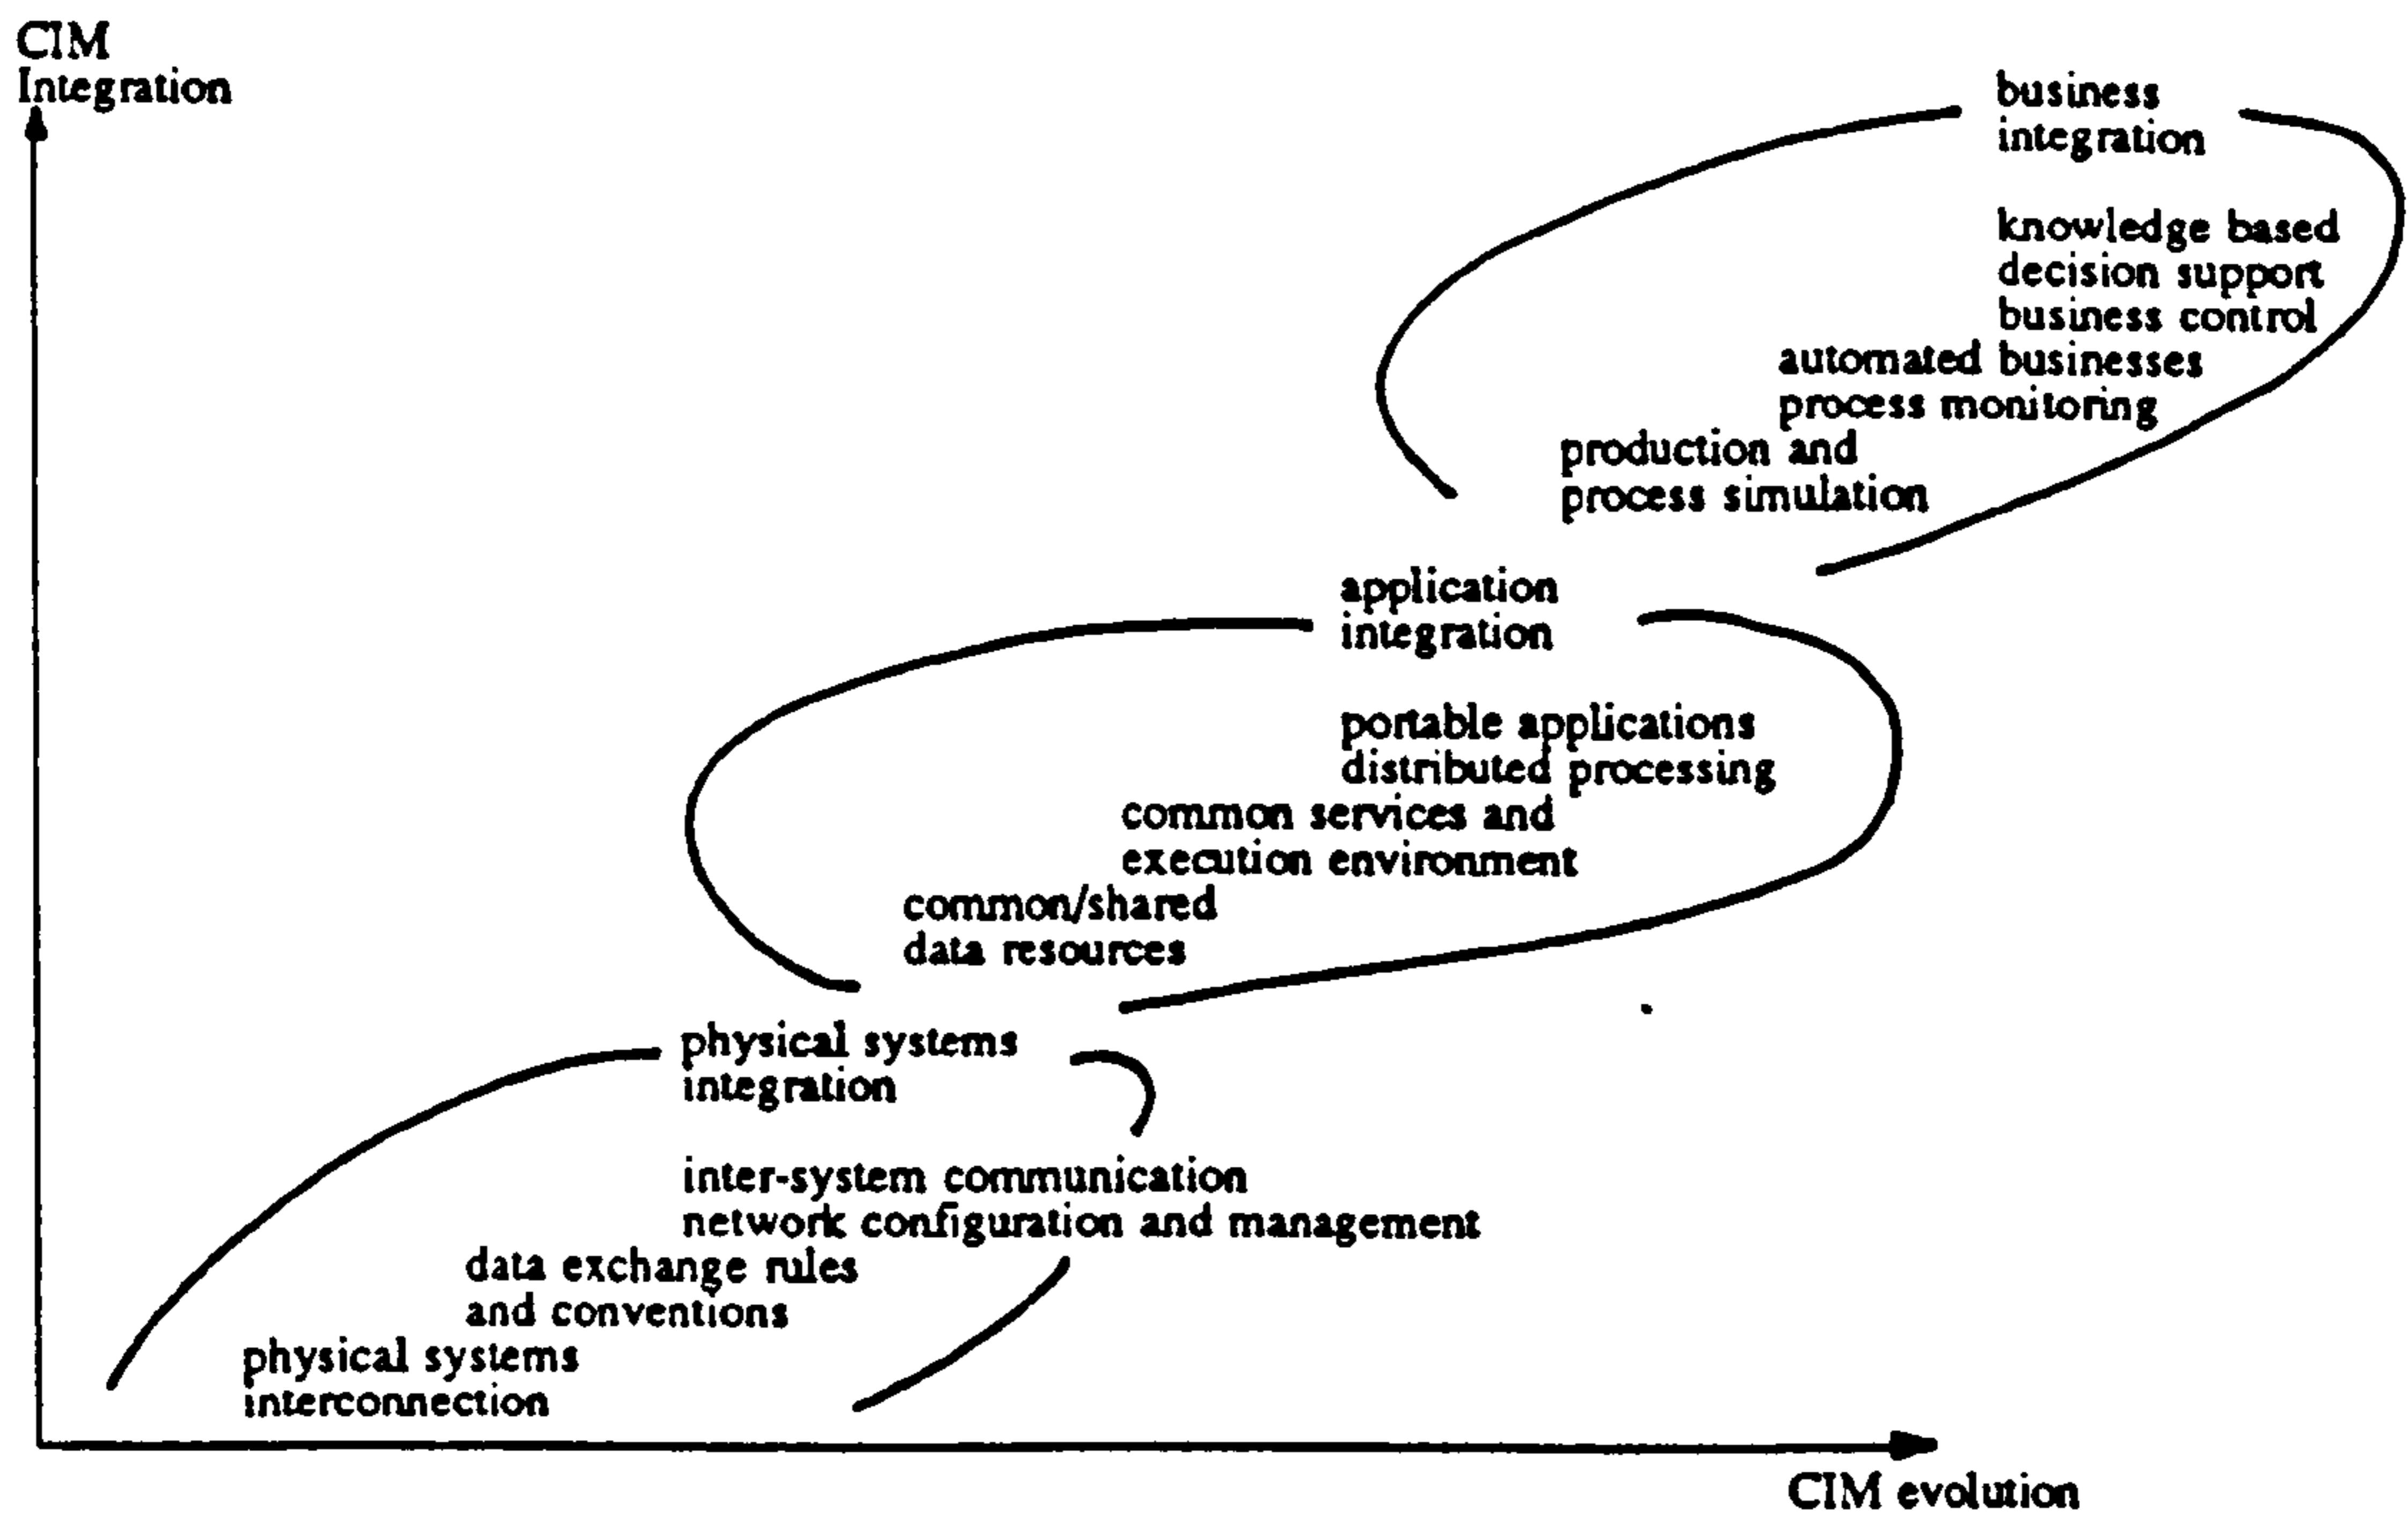 CIM
Integration
business
integration
knowledge based
decision support
business control
automated businesses
process monitoring
production and
process simulation
application
integration
portable applications
distributed processing
common services and
execution environment
common/shared
data resources
physical systems
integration
inter-system communication
network configuration and management
data exchange rules
and conventions
physical systems
interconnection
CIM evolution